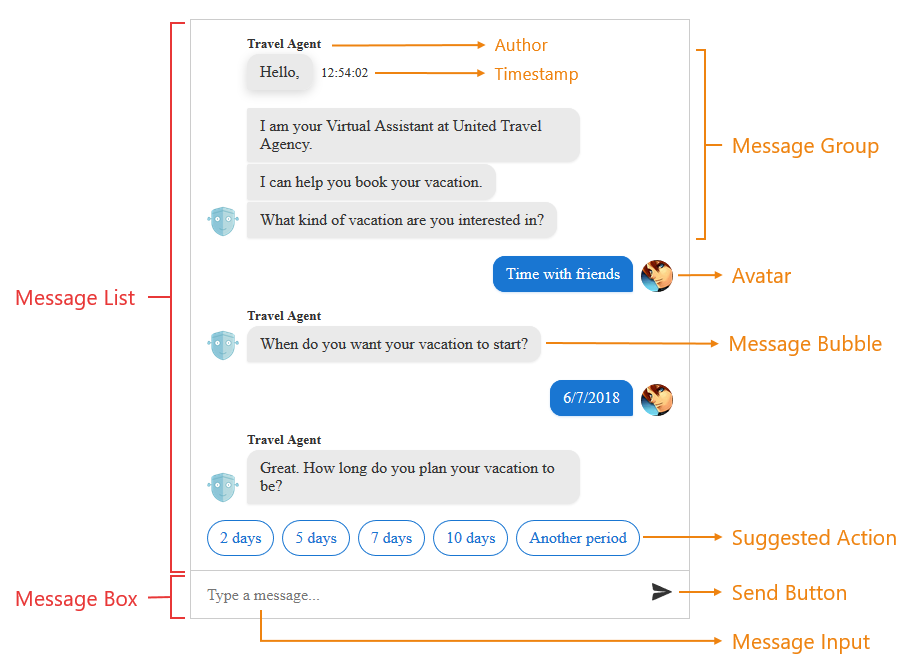 Travel Agent
Author
Hello,
12:54:02
Timestamp
I am your Virtual Assistant at United Travel
Agency.
Message Group
I can help you book your vacation.
What kind of vacation are you interested in?
Time with friends
Avatar
Message List
Travel Agent
When do you want your vacation to start?
Message Bubble
6/7/2018
Travel Agent
Great. How long do you plan your vacation to
be?
2 days
5 days
7 days
10 days
Another period
Suggested Action
Message Box
Type a message...
Send Button
Message Input